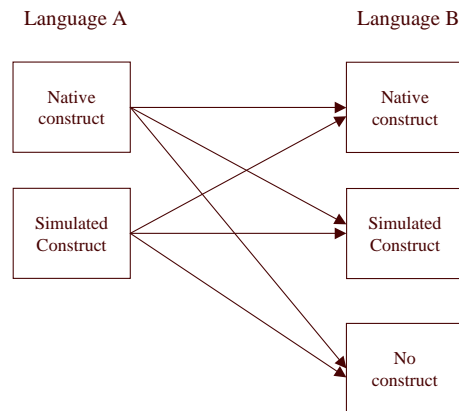 Language A
Language B
Native
construct
Native
construct
Simulated
Construct
Simulated
Construct
No
construct